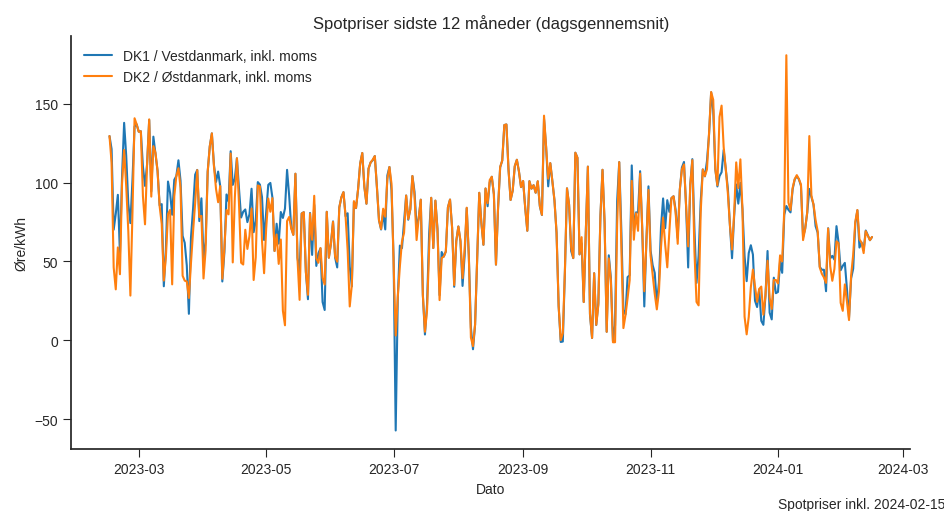 Spotpriser sidste 12 måneder (dagsgennemsnit)
DK1 / Vestdanmark, inkl. moms
DK2 / Østdanmark, inkl. moms
Øre/kWh
150
100
50
0
−50
2023-03
2023-05
2023-07
2023-09
2023-11
2024-01
2024-03
Dato
Spotpriser inkl. 2024-02-15